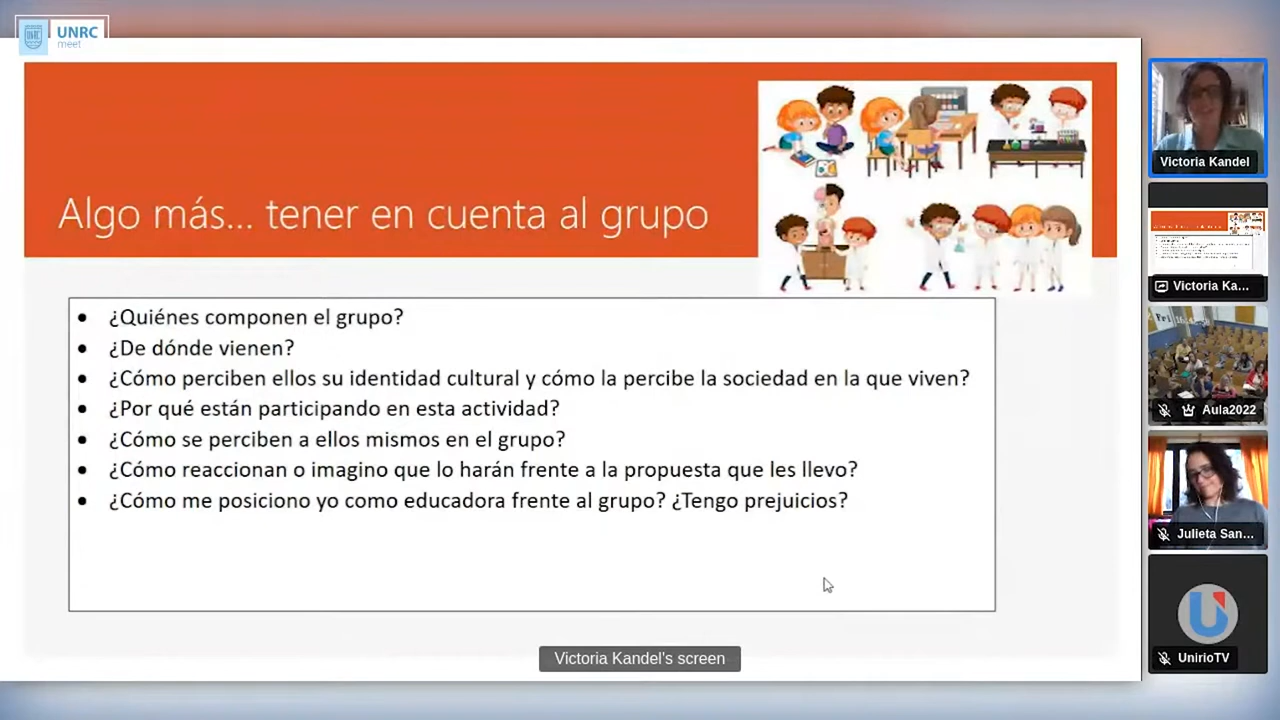 UNRC
meet
Algo más... tener en cuenta al grupo
• ¿Quiénes componen el grupo?
• ¿De dónde vienen?
• ¿Cómo perciben ellos su identidad cultural y cómo la percibe la sociedad en la que viven?
• ¿Por qué están participando en esta actividad?
• ¿Cómo se perciben a ellos mismos en el grupo?
• ¿Cómo reaccionan o imagino que lo harán frente a la propuesta que les llevo?
• ¿Cómo me posiciono yo como educadora frente al grupo? ¿Tengo prejuicios?
Victoria Kandel's screen
Victoria Kandel
Victoria Ka...
Aula2022
Julieta San...
UnirioTV